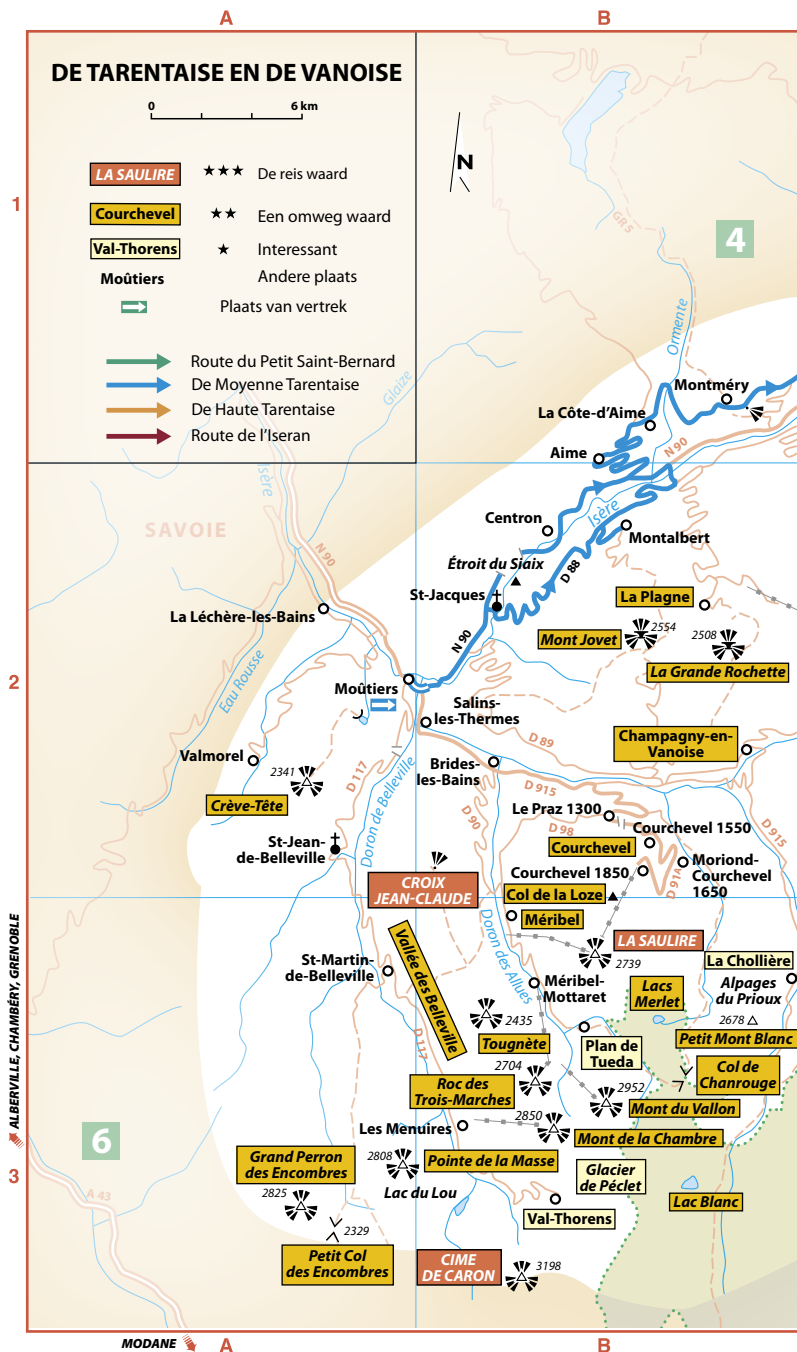 A
B
DE TARENTAISE EN DE VANOISE
0
6 km
N
LA SAULIRE
★★★
De reis waard
Courchevel
★★
Een omweg waard
Val-Thorens
★
Interessant
Moûtiers
Andere plaats
Plaats van vertrek
Route du Petit Saint-Bernard
De Moyenne Tarentaise
De Haute Tarentaise
Route de l'Iseran
1
GR 5
4
Ormente
Glaize
Montméry
La Côte-d'Aime
Aime
N 90
Isère
SAVOIE
N 90
Centron
Isère
Montalbert
Étroit du Siaix
D 88
St-Jacques
La Plagne
La Léchère-les-Bains
N 90
Mont Jovet
2554
2508
La Grande Rochette
2
Eau Rousse
Moûtiers
Salins-
les-Thermes
Champagny-en-
Vanoise
D 89
Valmorel
2341
Crève-Tête
D 117
Doron de Belleville
Brides-
les-Bains
D 915
D 90
Le Praz 1300
D 98
Courchevel 1550
D 915
St-Jean-
de-Belleville
Courchevel
Moriond-
Courchevel
1650
Courchevel 1850
D 91A
CROIX
JEAN-CLAUDE
Col de la Loze
Méribel
LA SAULIRE
2739
Vallée des Belleville
Doron des Allues
St-Martin-
de-Belleville
La Chollière
Méribel-
Mottaret
Lacs
Merlet
Alpages
du Prioux
2435
Tougnète
2678
Petit Mont Blanc
Plan de
Tueda
D 117
2704
Roc des
Trois-Marches
Col de
Chanrouge
2952
Mont du Vallon
ALBERVILLE, CHAMBÉRY, GRENOBLE
6
Les Menuires
2850
Mont de la Chambre
Grand Perron
des Encombres
2808
Pointe de la Masse
3
A 43
2825
Lac du Lou
Glacier
de Péclet
Lac Blanc
Val-Thorens
2329
Petit Col
des Encombres
CIME
DE CARON
3198
MODANE
A
B